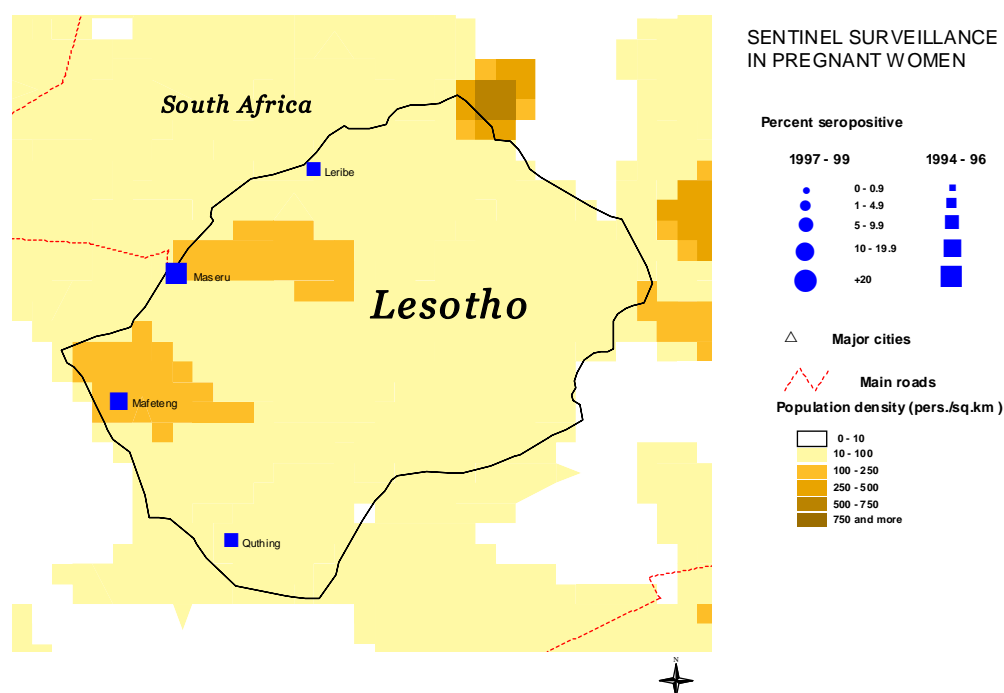 SENTINEL SURVEILLANCE
IN PREGNANT WOMEN
South Africa
Leribe
Maseru
Lesotho
Mafeteng
Quthing
Percent seropositive
1997 - 99 1994 - 96
0 - 0.9
1 - 4.9
5 - 9.9
10 - 19.9
+20
Major cities
Main roads
Population density (pers./sq.km )
0 - 10
10 - 100
100 - 250
250 - 500
500 - 750
750 and more
N